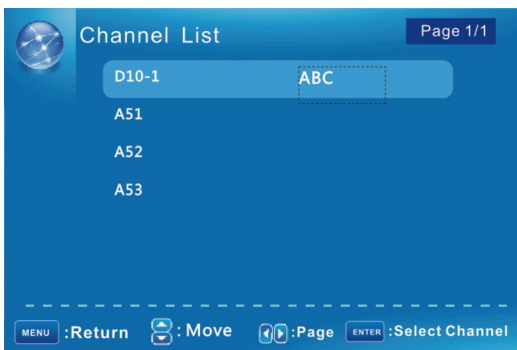 Channel List
Page 1/1
D10-1 ABC
A51
A52
A53
MENU :Return :Move :Page ENTER :Select Channel